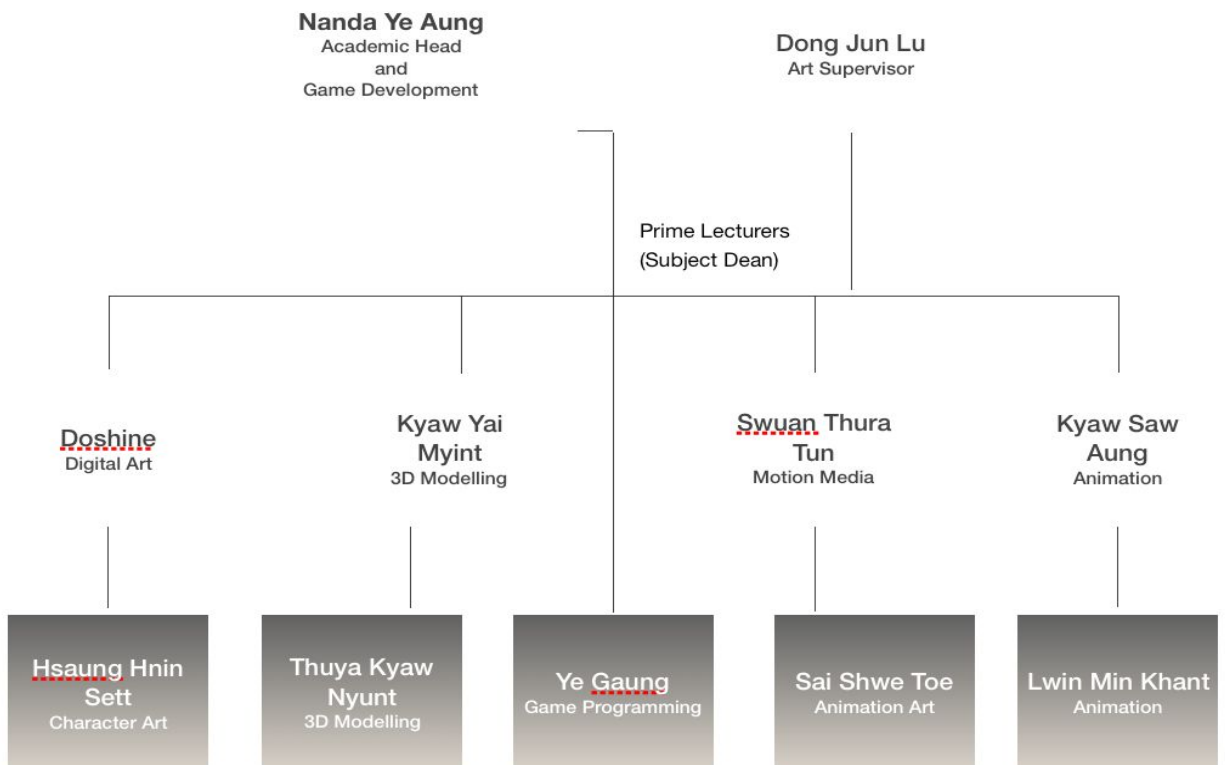 Nanda Ye Aung
Academic Head
and
Game Development
Dong Jun Lu
Art Supervisor
Prime Lecturers
(Subject Dean)
Doshine
Digital Art
Kyaw Yai
Myint
3D Modelling
Swuan Thura
Tun
Motion Media
Kyaw Saw
Aung
Animation
Hsaung Hnin
Sett
Character Art
Thuya Kyaw
Nyunt
3D Modelling
Ye Gaung
Game Programming
Sai Shwe Toe
Animation Art
Lwin Min Khant
Animation